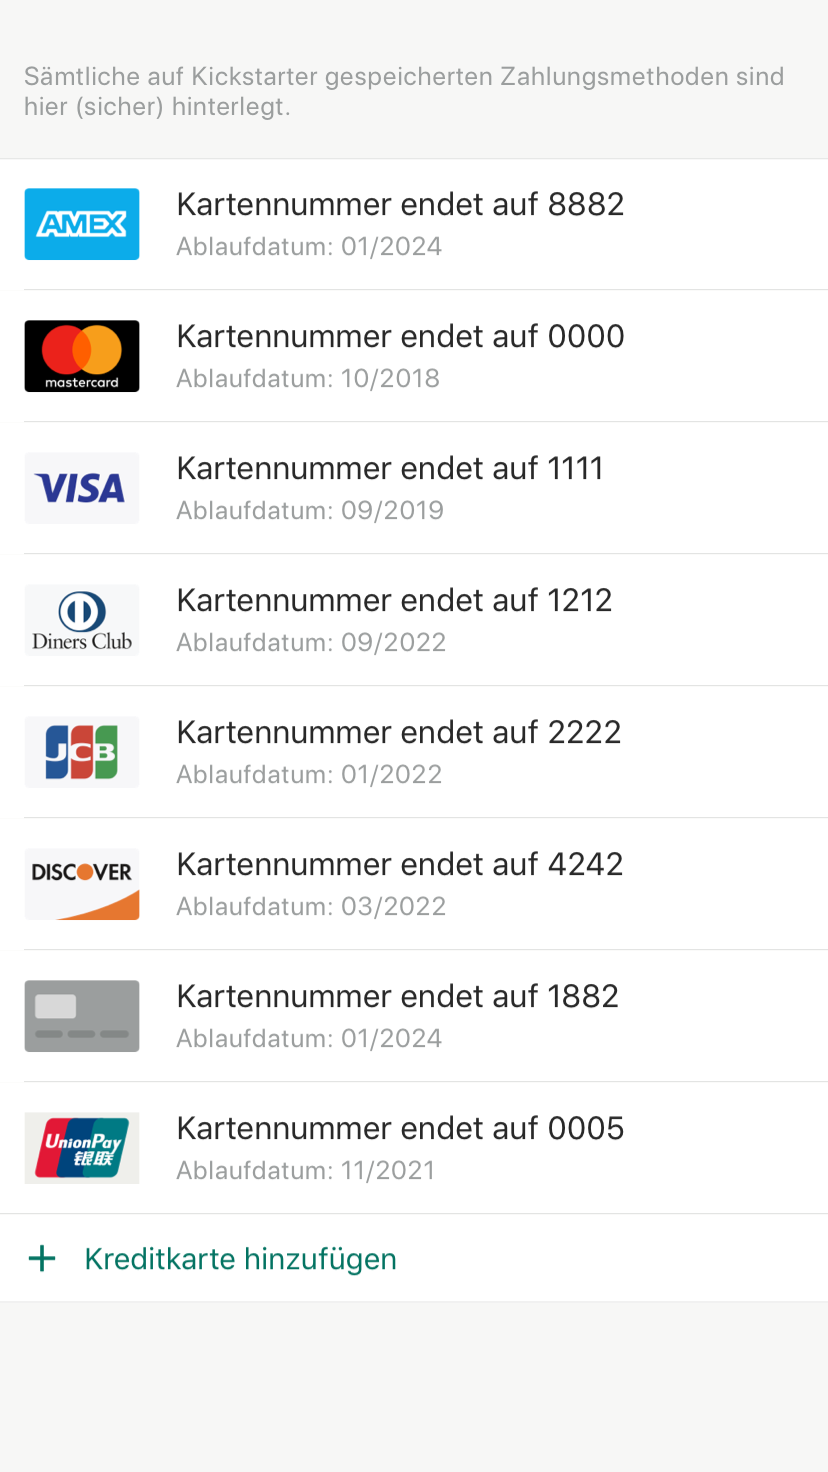 Sämtliche auf Kickstarter gespeicherten Zahlungsmethoden sind
hier (sicher) hinterlegt.
AMEX
Kartennummer endet auf 8882
Ablaufdatum: 01/2024
mastercard
Kartennummer endet auf 0000
Ablaufdatum: 10/2018
VISA
Kartennummer endet auf 1111
Ablaufdatum: 09/2019
Diners Club
Kartennummer endet auf 1212
Ablaufdatum: 09/2022
JCB
Kartennummer endet auf 2222
Ablaufdatum: 01/2022
DISCOVER
Kartennummer endet auf 4242
Ablaufdatum: 03/2022
Kartennummer endet auf 1882
Ablaufdatum: 01/2024
UnionPay
银联
Kartennummer endet auf 0005
Ablaufdatum: 11/2021
+ Kreditkarte hinzufügen